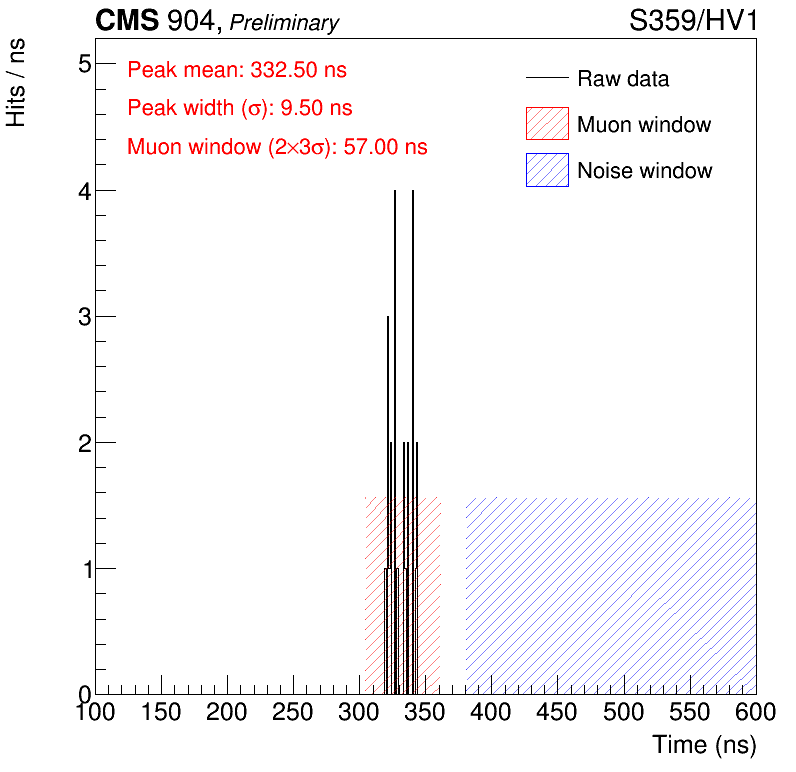 CMS 904, Preliminary S359/HV1
Hits / ns
Peak mean: 332.50 ns
Peak width (σ): 9.50 ns
Muon window (2×3σ): 57.00 ns
Raw data
Muon window
Noise window
5
4
3
2
1
0
100 150 200 250 300 350 400 450 500 550 600
Time (ns)